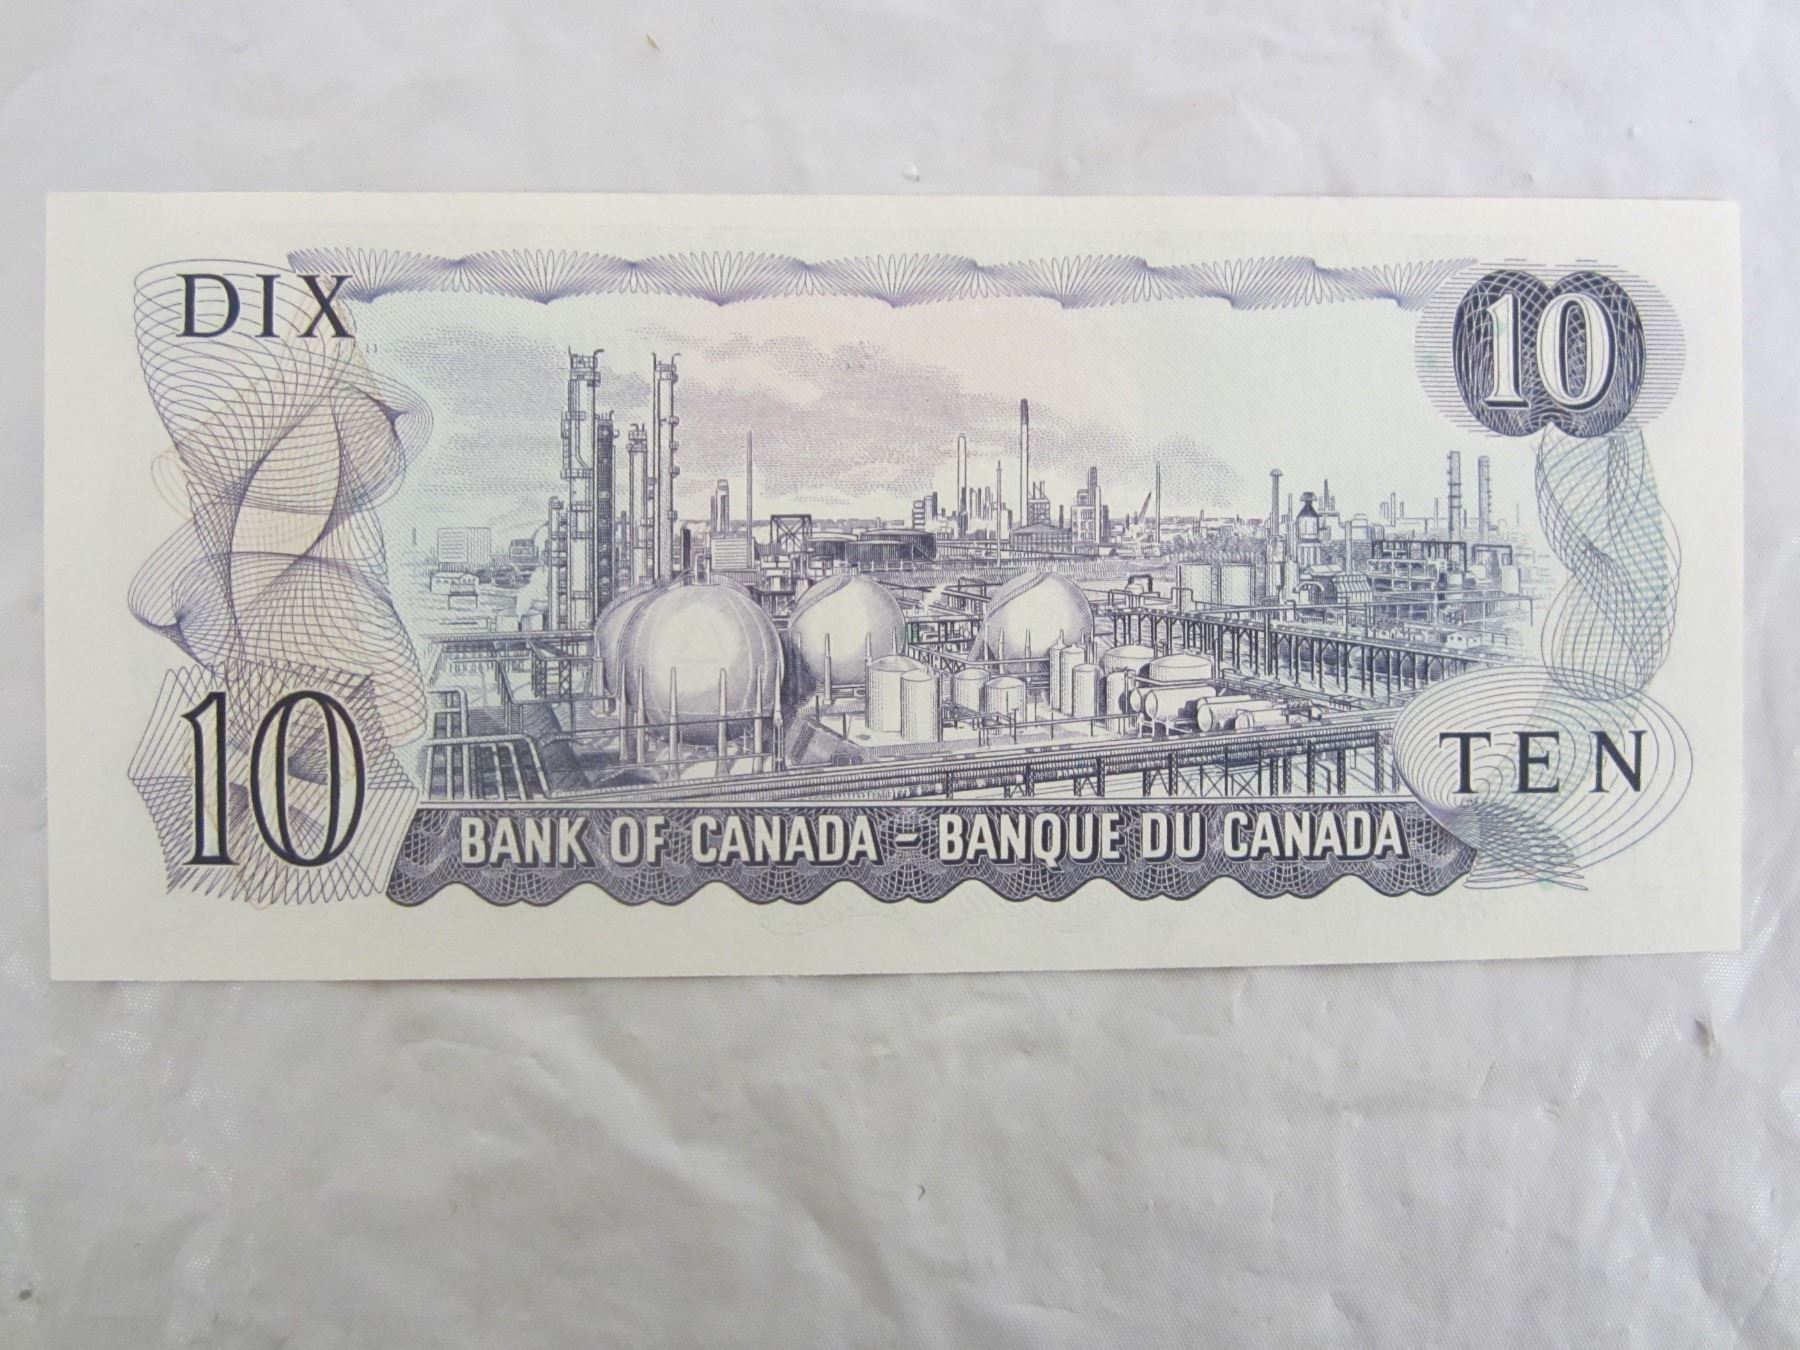 DIX
10
10
TEN
BANK OF CANADA – BANQUE DU CANADA